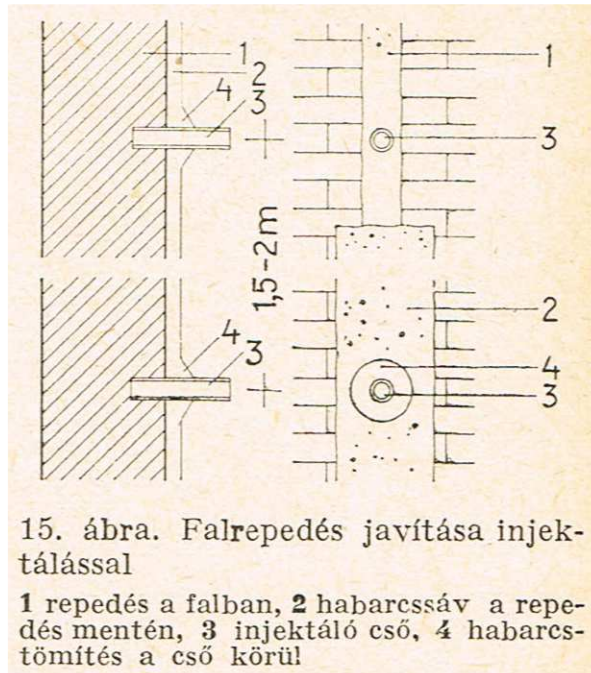 1
2
4
3
1
3
1,5-2m
4
3
2
4
3
15. ábra. Falrepedés javítása injek-
tálással
1 repedés a falban, 2 habarcssáv a repe-
dés mentén, 3 injektáló cső, 4 habarcs-
tömítés a cső körül